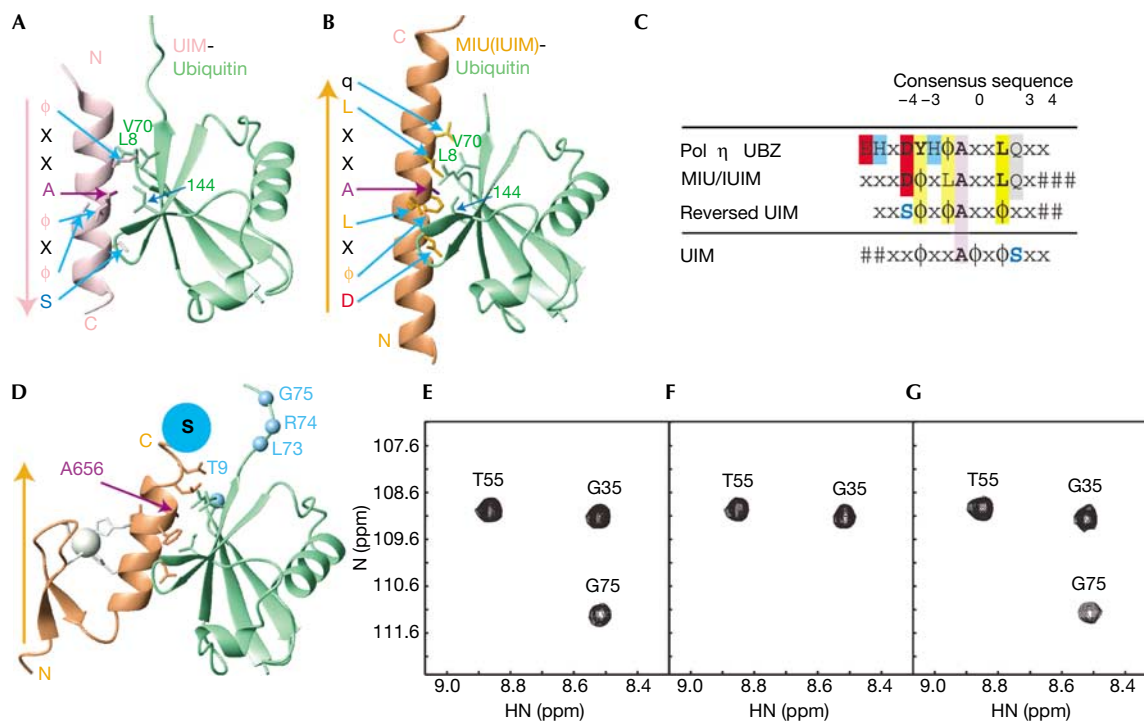 A
UIM-
Ubiquitin
N
ϕ
X
X
A
ϕ
X
ϕ
S
C
V70
L8
144
B
MIU(IUIM)-
Ubiquitin
C
q
L
X
X
A
L
X
ϕ
D
N
V70
L8
144
C
Consensus sequence
−4 −3 0 3 4
Pol η UBZ EHxDYHϕAxxLQxx
MIU/IUIM xxxDϕxLAxxLQx###
Reversed UIM xxSϕxϕAxxϕxx##
UIM ##xxϕxxAϕxϕSxx
D
S
C
G75
R74
L73
T9
A656
N
E
F
G
N (ppm)
107.6
108.6
109.6
110.6
111.6
T55 G35
G75
T55 G35
T55 G35
G75
9.0 8.8 8.6 8.4
9.0 8.8 8.6 8.4
9.0 8.8 8.6 8.4
HN (ppm)
HN (ppm)
HN (ppm)